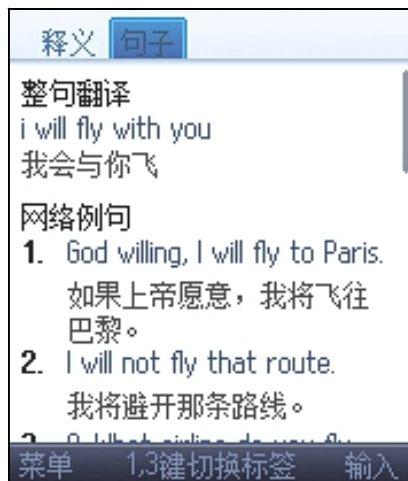 释义 句子
整句翻译
i will fly with you
我会与你飞
网络例句
1. God willing, I will fly to Paris.
如果上帝愿意，我将飞往
巴黎。
2. I will not fly that route.
我将避开那条路线。
菜单 1,3键切换标签 输入